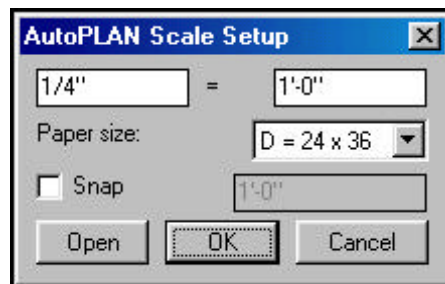 AutoPLAN Scale Setup
1/4" = 1'-0"
Paper size: D = 24 x 36
Snap 1'-0"
Open OK Cancel